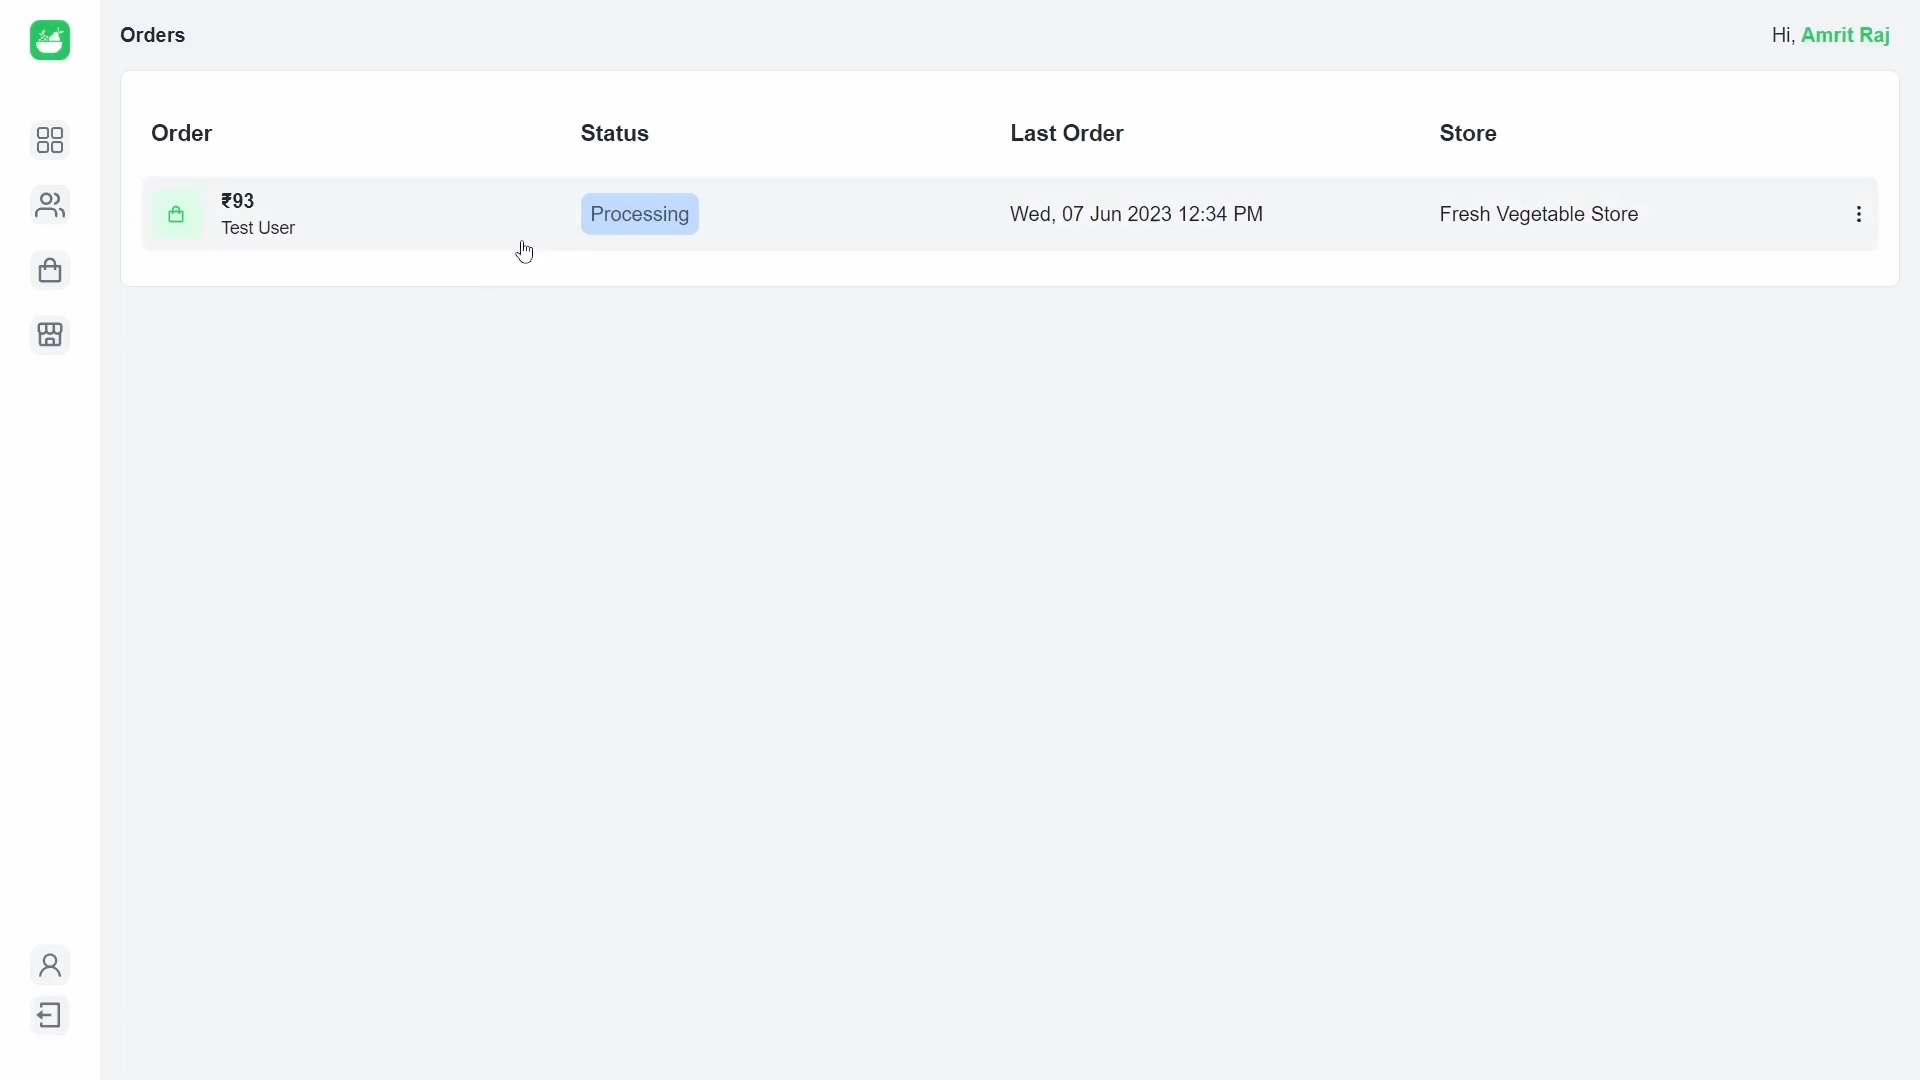 Orders
Hi, Amrit Raj
Order Status Last Order Store
₹93
Test User
Processing
Wed, 07 Jun 2023 12:34 PM
Fresh Vegetable Store